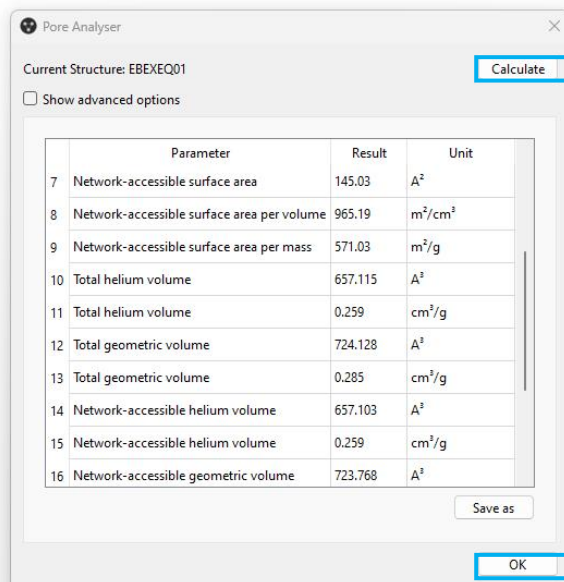 Pore Analyser
Current Structure: EBEXEQ01
Calculate
Show advanced options
Parameter Result Unit
7 Network-accessible surface area 145.03 A²
8 Network-accessible surface area per volume 965.19 m²/cm³
9 Network-accessible surface area per mass 571.03 m²/g
10 Total helium volume 657.115 A³
11 Total helium volume 0.259 cm³/g
12 Total geometric volume 724.128 A³
13 Total geometric volume 0.285 cm³/g
14 Network-accessible helium volume 657.103 A³
15 Network-accessible helium volume 0.259 cm³/g
16 Network-accessible geometric volume 723.768 A³
Save as
OK